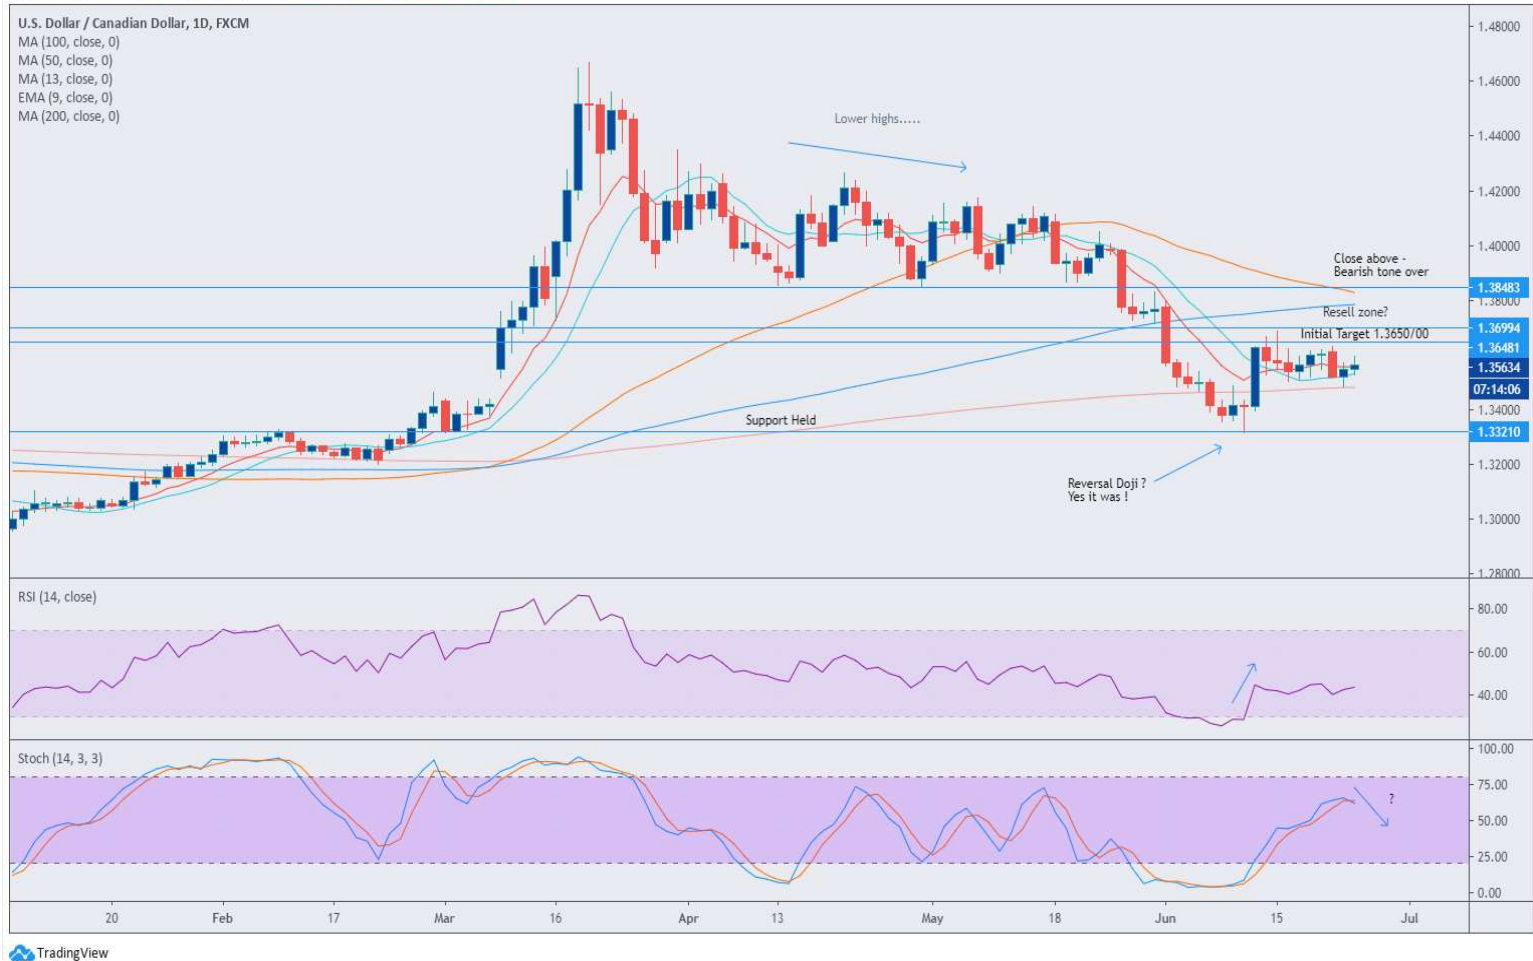 U.S. Dollar / Canadian Dollar, 1D, FXCM
MA (100, close, 0)
MA (50, close, 0)
MA (13, close, 0)
EMA (9, close, 0)
MA (200, close, 0)
Lower highs.....
Close above -
Bearish tone over
Resell zone?
Initial Target 1.3650/00
Support Held
Reversal Doji ?
Yes it was !
1.48000
1.46000
1.44000
1.42000
1.40000
1.38483
1.38000
1.36994
1.36481
1.35634
07:14:06
1.34000
1.33210
1.32000
1.30000
1.28000
RSI (14, close)
80.00
60.00
40.00
Stoch (14, 3, 3)
?
100.00
75.00
50.00
25.00
0.00
20
Feb
17
Mar
16
Apr
13
May
18
Jun
15
Jul
TradingView